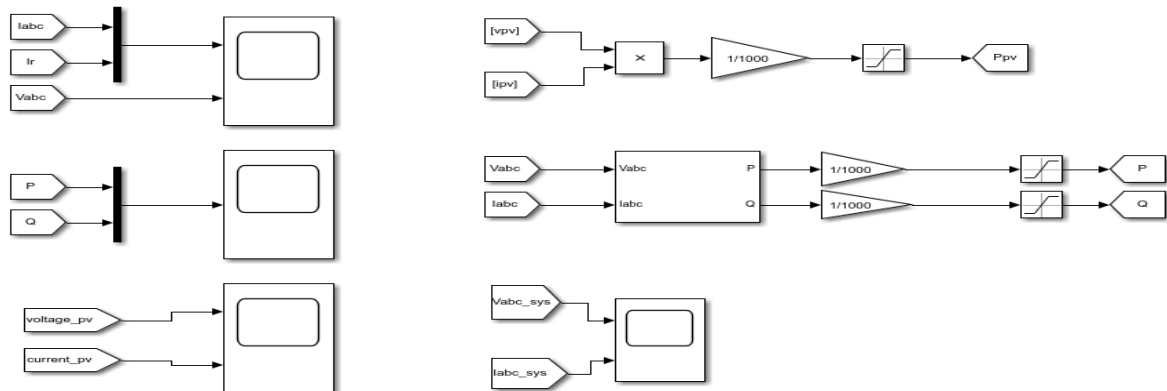 Iabc
Ir
Vabc
P
Q
voltage_pv
current_pv
[vpv]
[ipv]
×
1/1000
Ppv
Vabc
Iabc
Vabc
Iabc
P
Q
1/1000
1/1000
P
Q
Vabc_sys
Iabc_sys